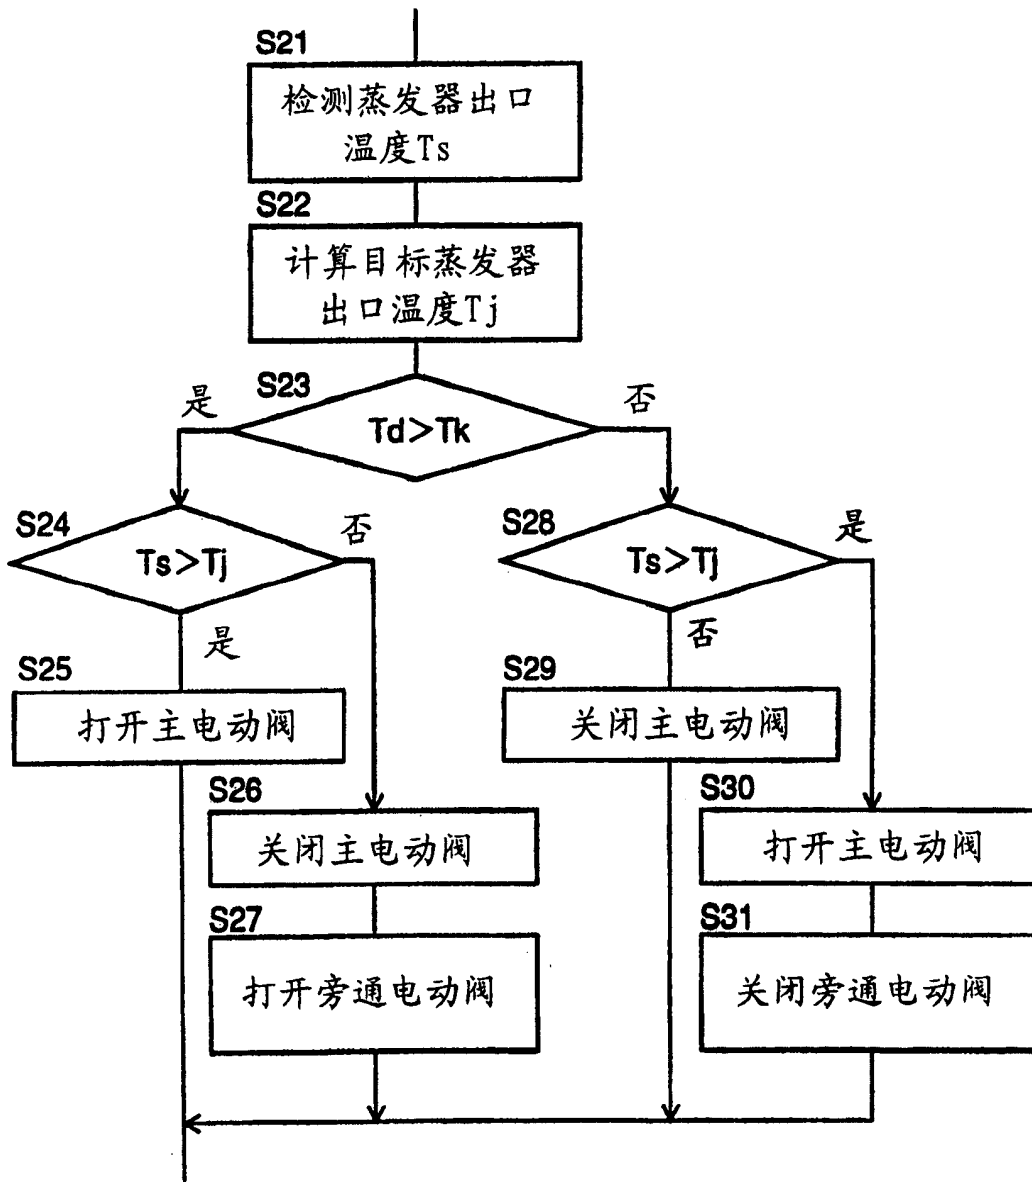 S21
检测蒸发器出口
温度Ts
S22
计算目标蒸发器
出口温度Tj
S23
是
Td>Tk
否
S24
Ts>Tj
否
是
S28
Ts>Tj
是
否
S25
打开主电动阀
S29
关闭主电动阀
S26
关闭主电动阀
S30
打开主电动阀
S27
打开旁通电动阀
S31
关闭旁通电动阀